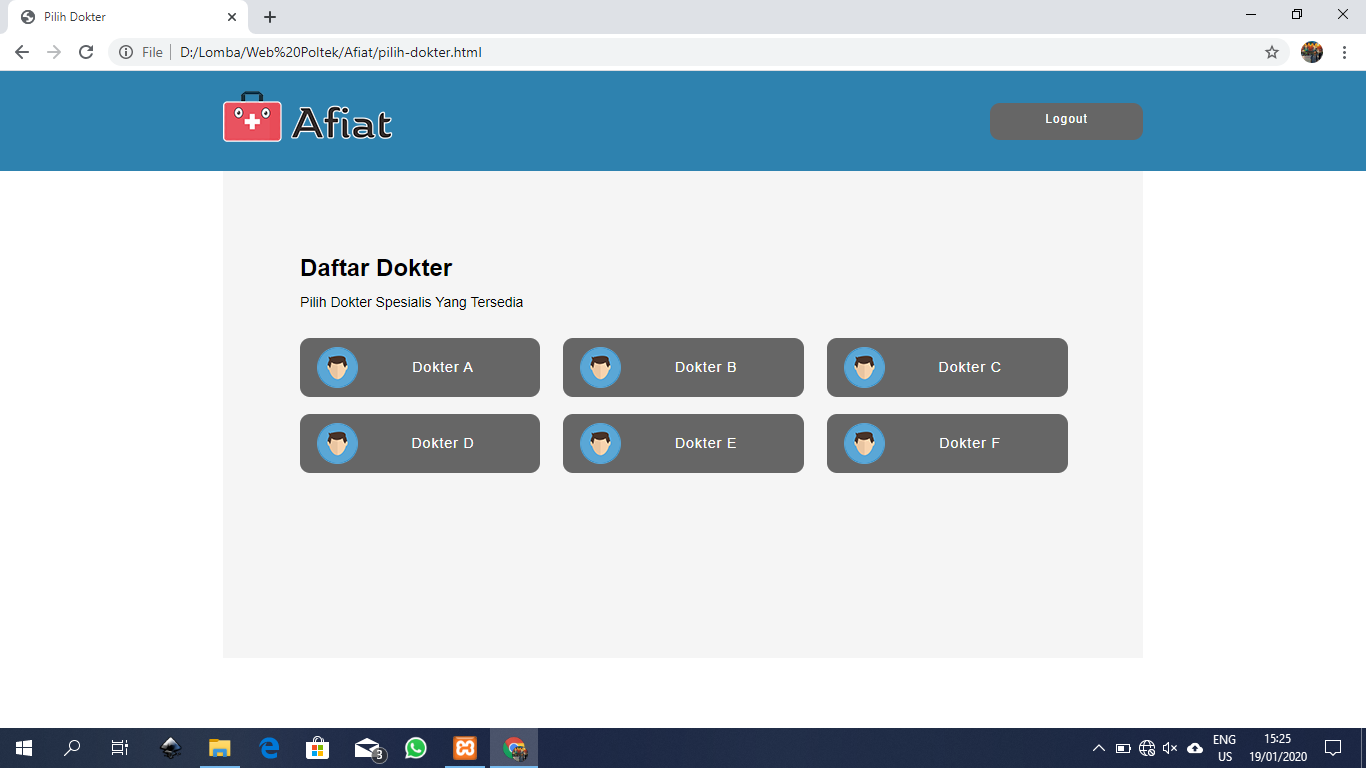 Pilih Dokter
File
D:/Lomba/Web%20Poltek/Afiat/pilih-dokter.html
Afiat
Logout
Daftar Dokter
Pilih Dokter Spesialis Yang Tersedia
Dokter A
Dokter B
Dokter C
Dokter D
Dokter E
Dokter F
3
ENG
US
15:25
19/01/2020